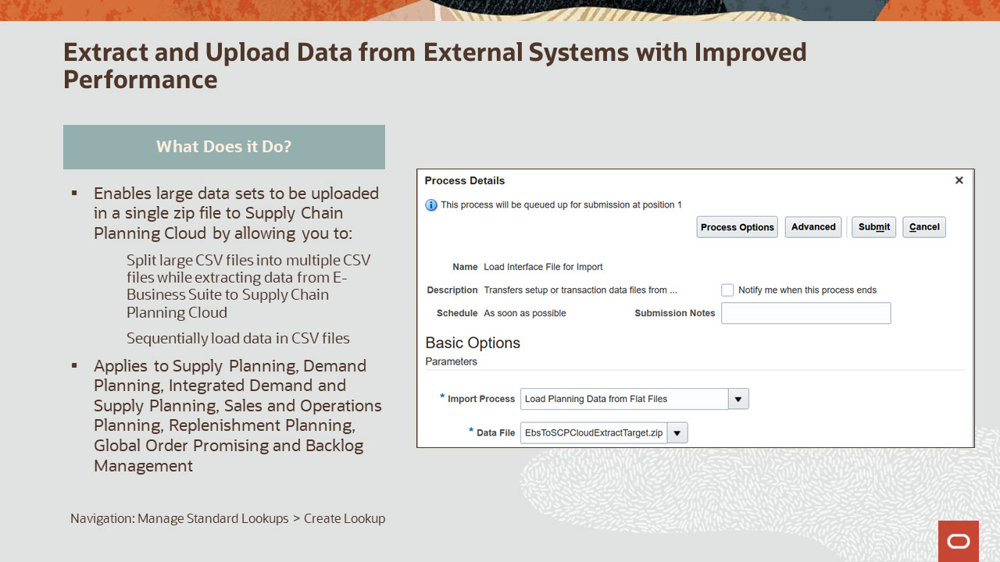 Extract and Upload Data from External Systems with Improved
Performance
What Does it Do?
▪ Enables large data sets to be uploaded
in a single zip file to Supply Chain
Planning Cloud by allowing you to:
Split large CSV files into multiple CSV
files while extracting data from E-
Business Suite to Supply Chain
Planning Cloud
Sequentially load data in CSV files
▪ Applies to Supply Planning, Demand
Planning, Integrated Demand and
Supply Planning, Sales and Operations
Planning, Replenishment Planning,
Global Order Promising and Backlog
Management
Navigation: Manage Standard Lookups > Create Lookup
Process Details
This process will be queued up for submission at position 1
Process Options Advanced Submit Cancel
Name Load Interface File for Import
Description Transfers setup or transaction data files from ... Notify me when this process ends
Schedule As soon as possible Submission Notes
Basic Options
Parameters
* Import Process Load Planning Data from Flat Files
* Data File EbsToSCPCloudExtractTarget.zip